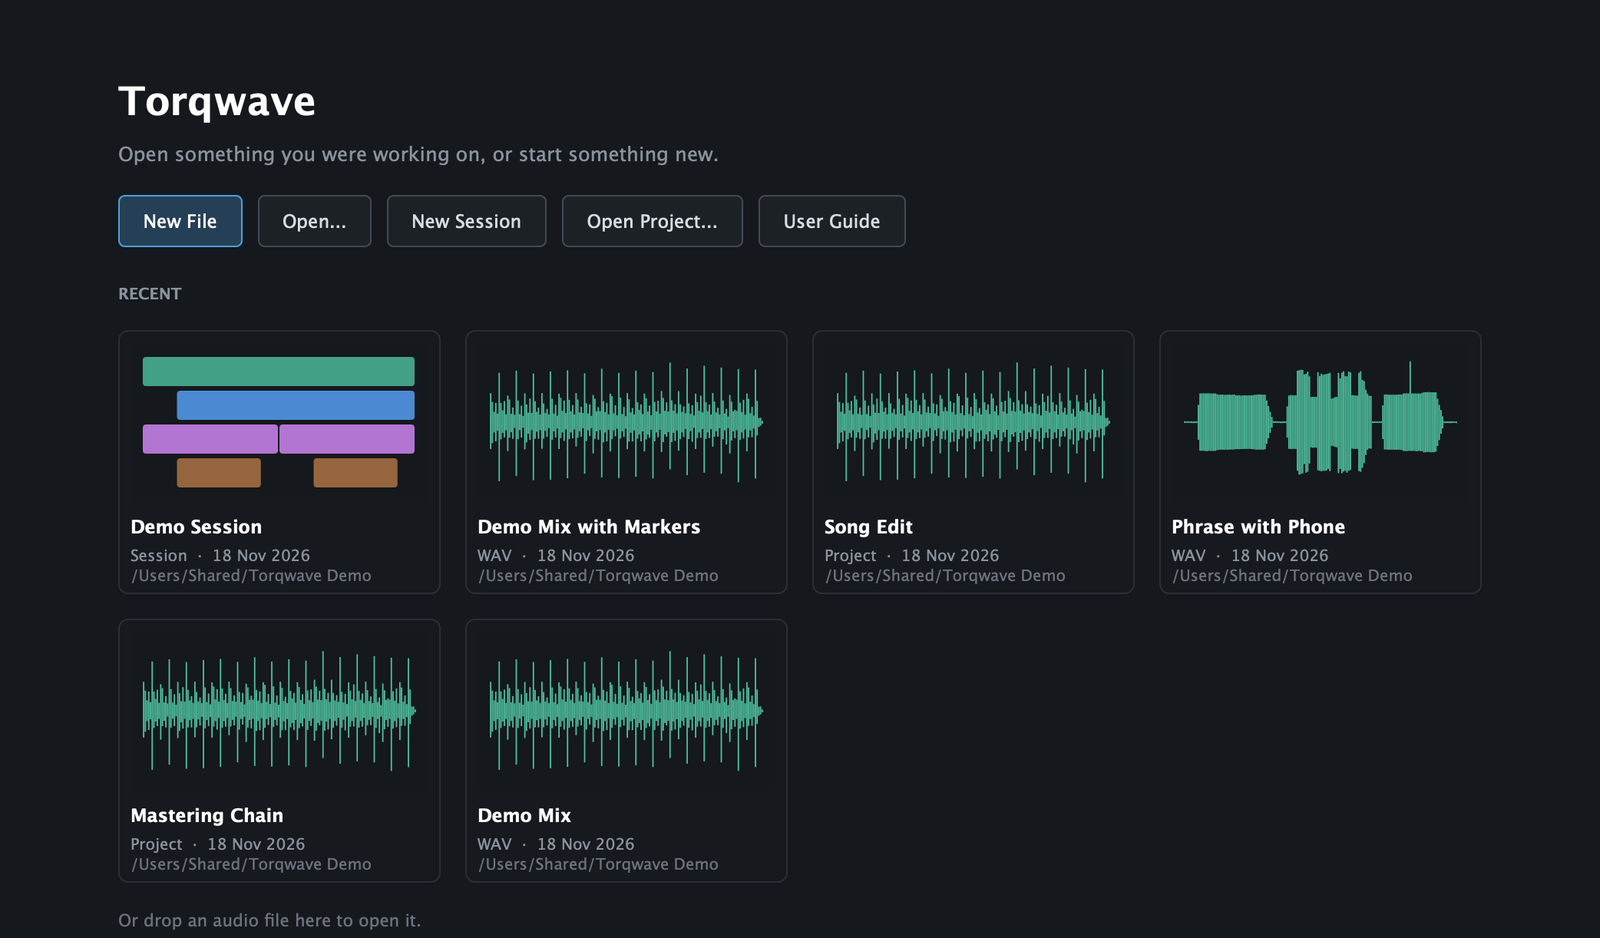 Torqwave
Open something you were working on, or start something new.
New File
Open...
New Session
Open Project...
User Guide
RECENT
Demo Session
Session · 18 Nov 2026
/Users/Shared/Torqwave Demo
Demo Mix with Markers
WAV · 18 Nov 2026
/Users/Shared/Torqwave Demo
Song Edit
Project · 18 Nov 2026
/Users/Shared/Torqwave Demo
Phrase with Phone
WAV · 18 Nov 2026
/Users/Shared/Torqwave Demo
Mastering Chain
Project · 18 Nov 2026
/Users/Shared/Torqwave Demo
Demo Mix
WAV · 18 Nov 2026
/Users/Shared/Torqwave Demo
Or drop an audio file here to open it.